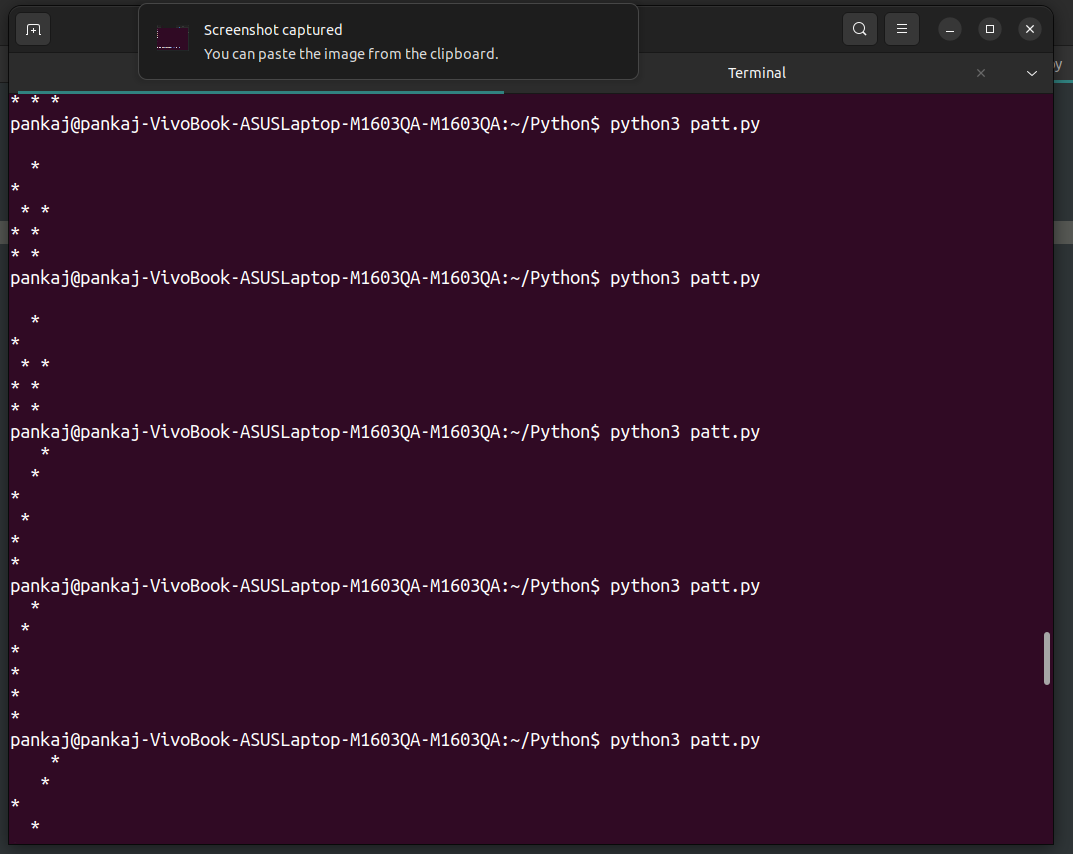 Screenshot captured
You can paste the image from the clipboard.
Terminal
py
* * *
pankaj@pankaj-VivoBook-ASUSLaptop-M1603QA-M1603QA:~/Python$ python3 patt.py

  *
*
 * *
* *
* *
pankaj@pankaj-VivoBook-ASUSLaptop-M1603QA-M1603QA:~/Python$ python3 patt.py

  *
*
 * *
* *
* *
pankaj@pankaj-VivoBook-ASUSLaptop-M1603QA-M1603QA:~/Python$ python3 patt.py
   *
  *
*
 *
*
*
pankaj@pankaj-VivoBook-ASUSLaptop-M1603QA-M1603QA:~/Python$ python3 patt.py
  *
 *
*
*
*
*
pankaj@pankaj-VivoBook-ASUSLaptop-M1603QA-M1603QA:~/Python$ python3 patt.py
    *
   *
*
  *